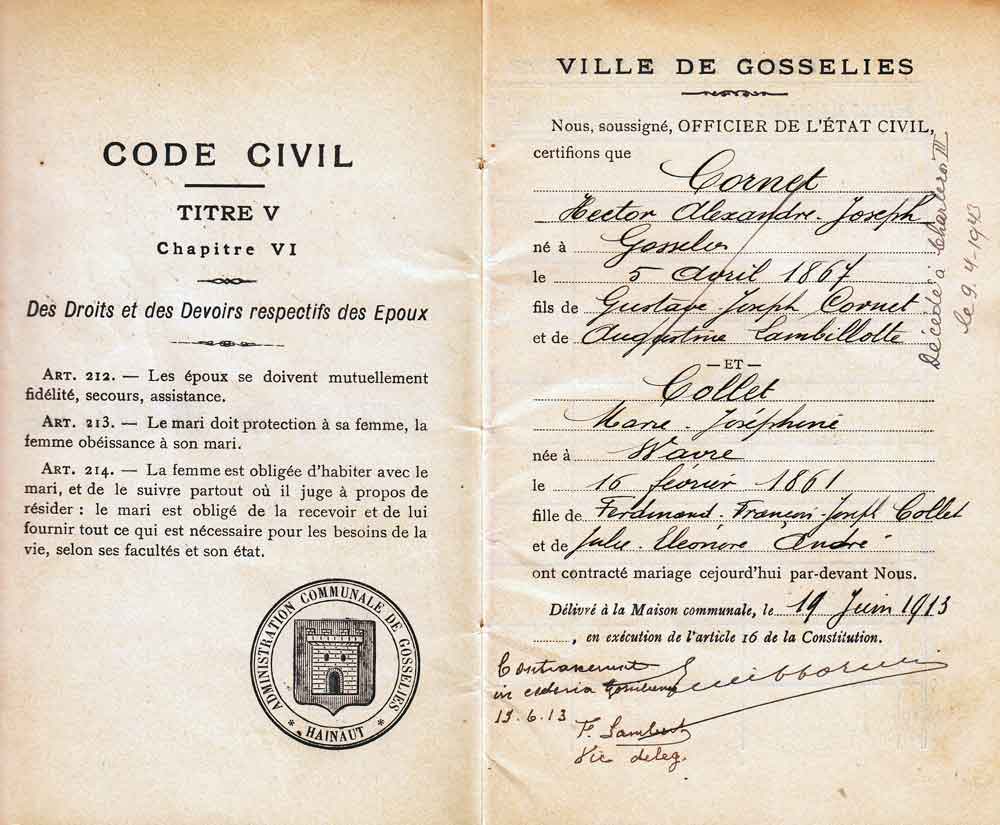 CODE CIVIL
TITRE V
Chapitre VI
Des Droits et des Devoirs respectifs des Epoux
ART. 212. — Les époux se doivent mutuellement
fidélité, secours, assistance.
ART. 213. — Le mari doit protection à sa femme, la
femme obéissance à son mari.
ART. 214. — La femme est obligée d'habiter avec le
mari, et de le suivre partout où il juge à propos de
résider : le mari est obligé de la recevoir et de lui
fournir tout ce qui est nécessaire pour les besoins de la
vie, selon ses facultés et son état.
ADMINISTRATION COMMUNALE DE GOSSELIES
* HAINAUT *
VILLE DE GOSSELIES
Nous, soussigné, OFFICIER DE L'ÉTAT CIVIL,
certifions que
Cornet
Hector Alexandre-Joseph
né à Gosselies
le 5 avril 1867
fils de Gustave-Joseph Cornet
et de Augustine Lambillotte
— ET —
Collet
Marie-Joséphine
née à Wavre
le 16 février 1861
fille de Ferdinand-François-Joseph Collet
et de Julie-Eléonore André
ont contracté mariage cejourd'hui par-devant Nous.
Délivré à la Maison communale, le 19 Juin 1913
, en exécution de l'article 16 de la Constitution.
in
13.6.13
F. Lambert
Vic deleg.
Décédé à Charleroi III
le 9-4-1943